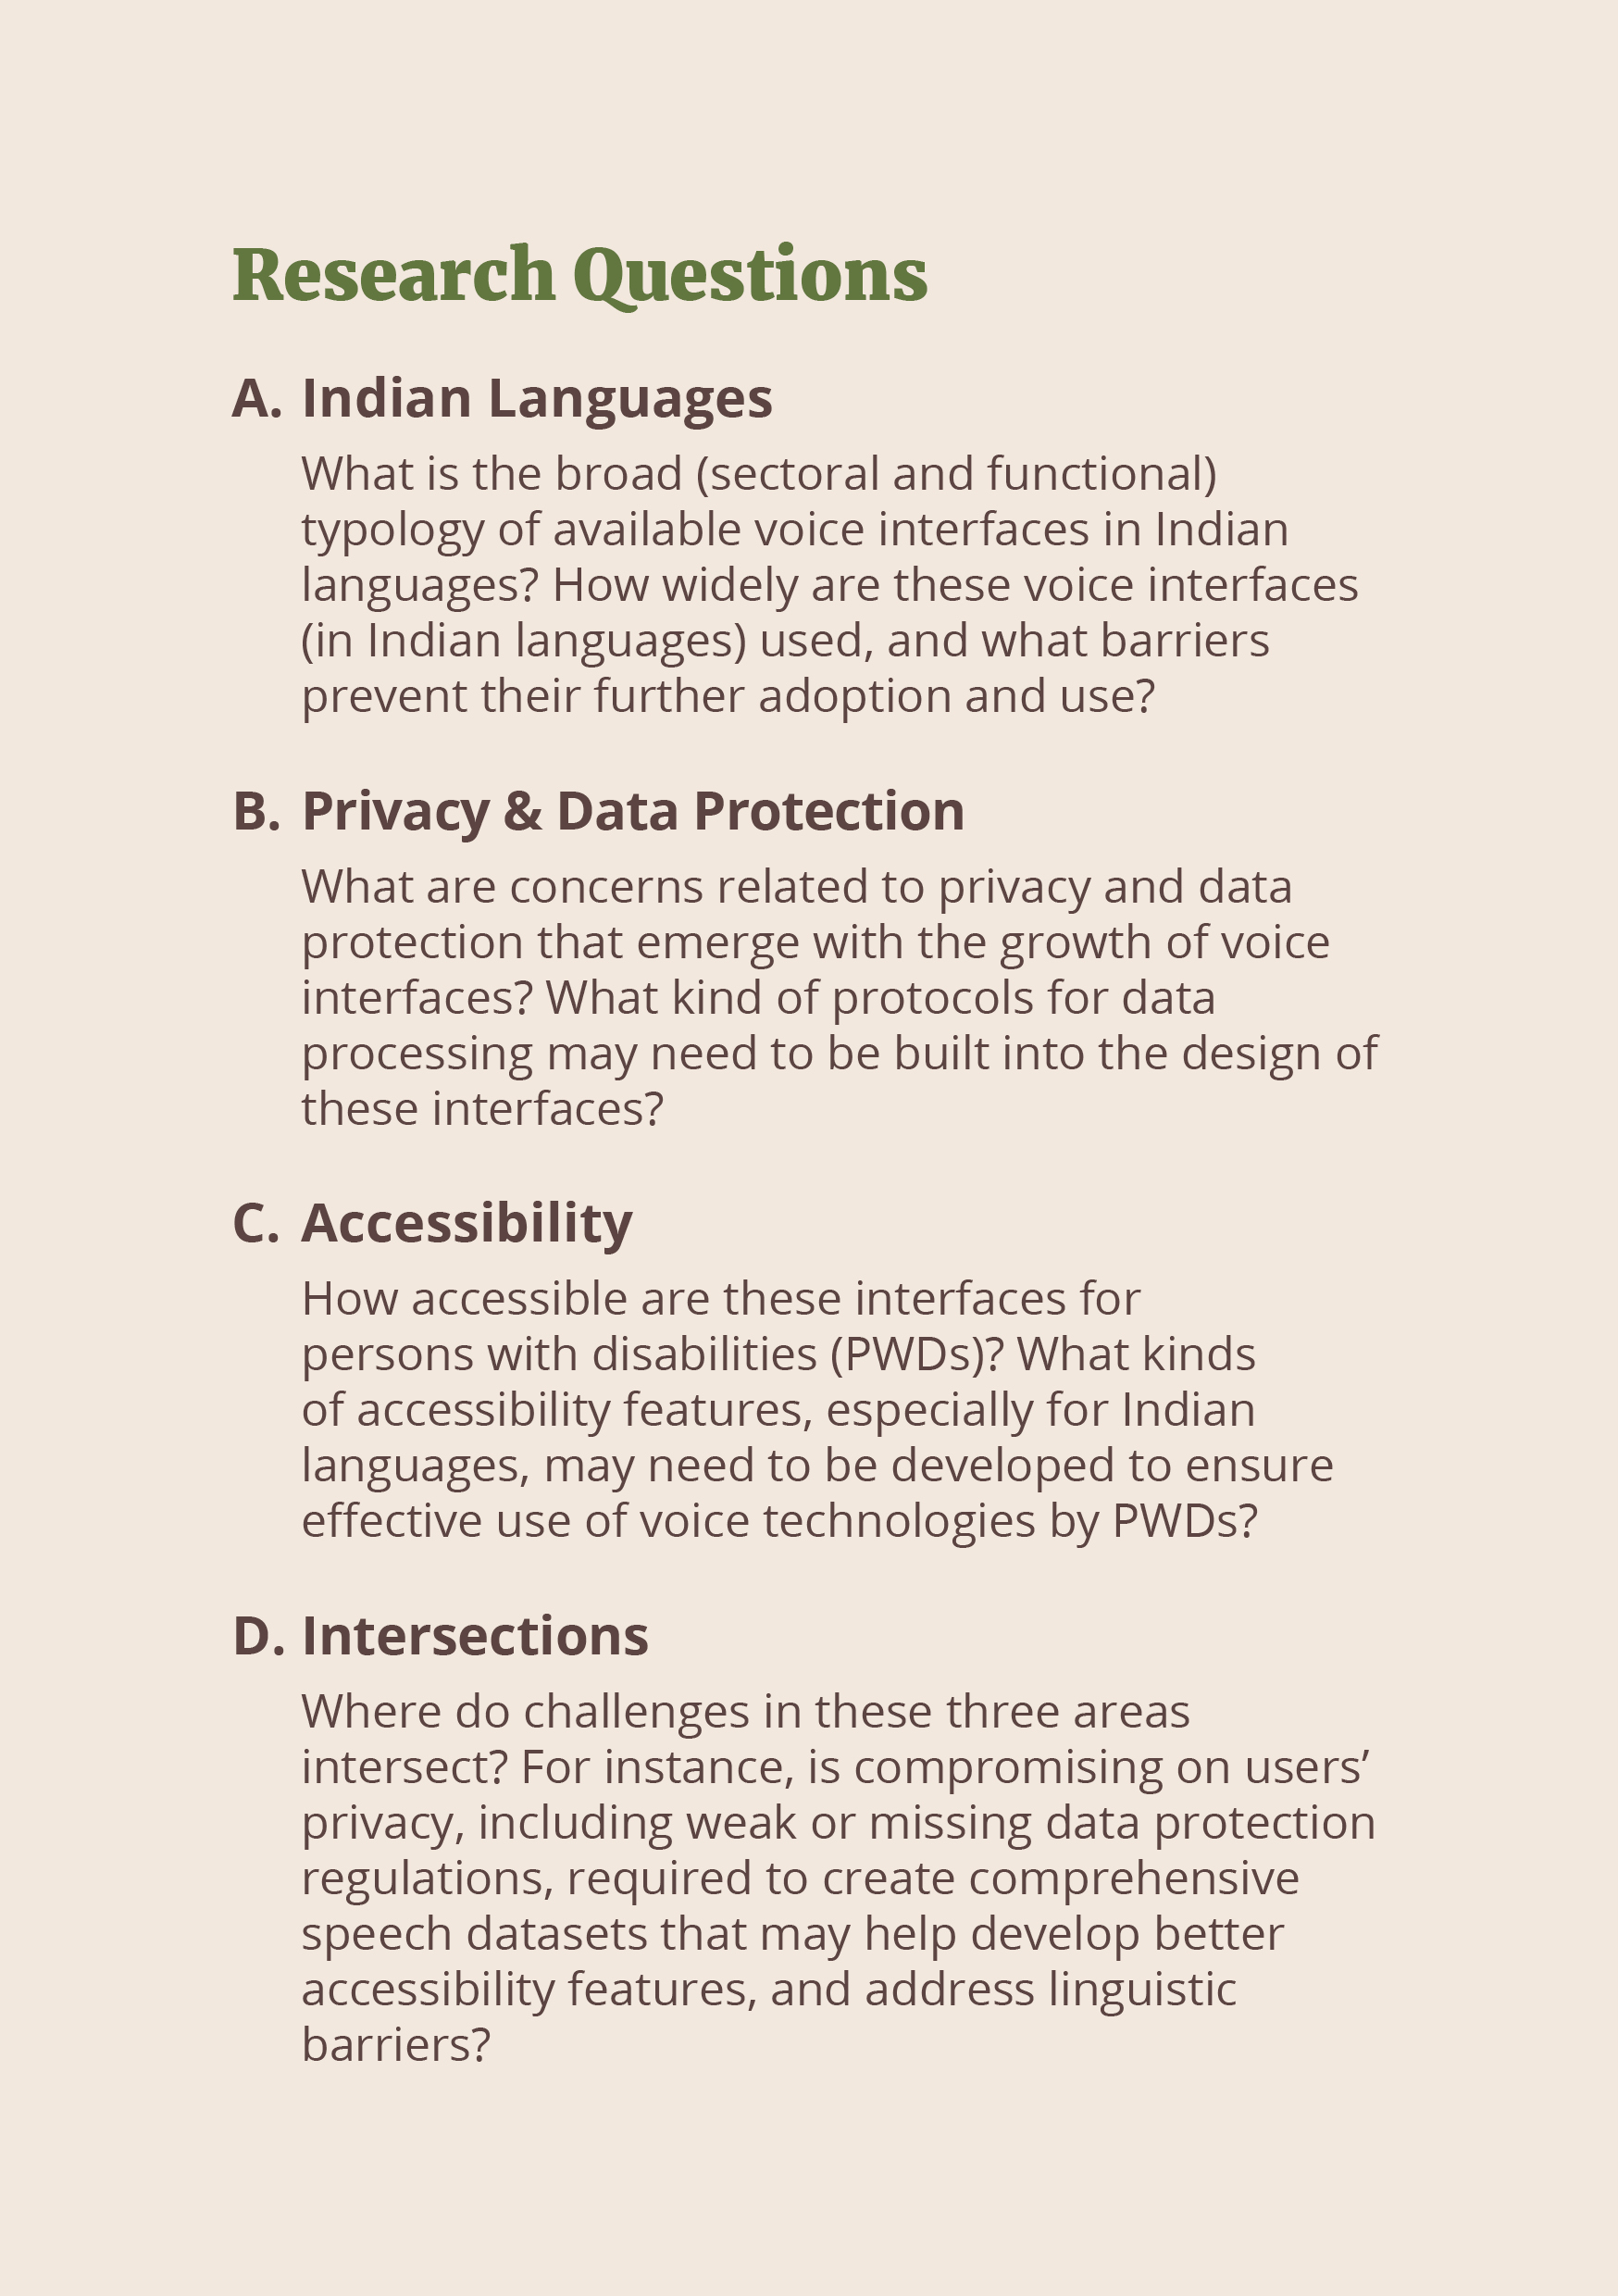 Research Questions
A. Indian Languages
What is the broad (sectoral and functional)
typology of available voice interfaces in Indian
languages? How widely are these voice interfaces
(in Indian languages) used, and what barriers
prevent their further adoption and use?
B. Privacy & Data Protection
What are concerns related to privacy and data
protection that emerge with the growth of voice
interfaces? What kind of protocols for data
processing may need to be built into the design of
these interfaces?
C. Accessibility
How accessible are these interfaces for
persons with disabilities (PWDs)? What kinds
of accessibility features, especially for Indian
languages, may need to be developed to ensure
effective use of voice technologies by PWDs?
D. Intersections
Where do challenges in these three areas
intersect? For instance, is compromising on users’
privacy, including weak or missing data protection
regulations, required to create comprehensive
speech datasets that may help develop better
accessibility features, and address linguistic
barriers?